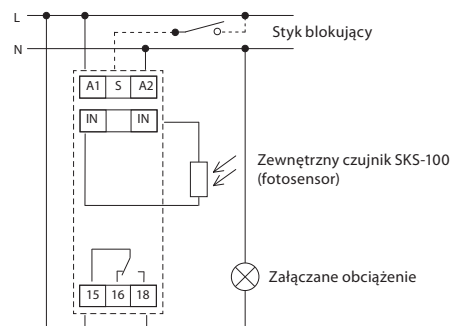 L
Styk blokujący
N
A1 S A2
IN IN
Zewnętrzny czujnik SKS-100
(fotosensor)
Załączane obciążenie
15 16 18